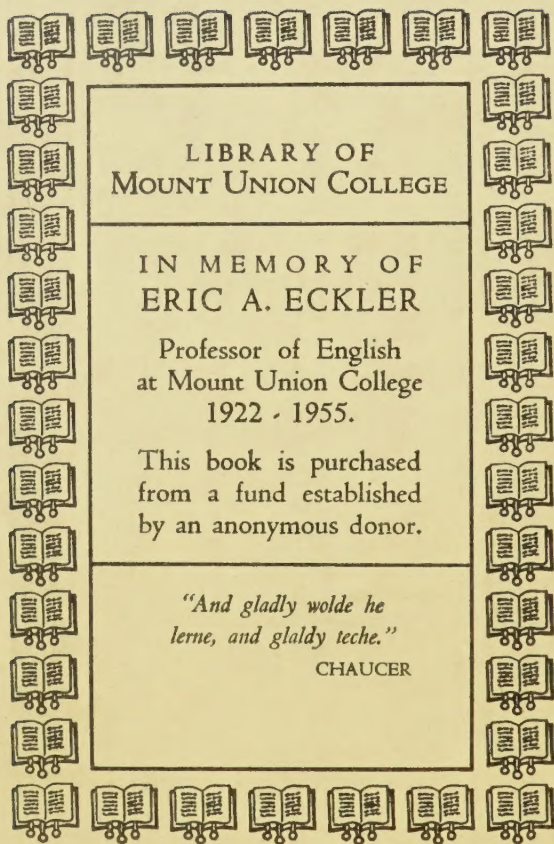 LIBRARY OF
MOUNT UNION COLLEGE
IN MEMORY OF
ERIC A. ECKLER
Professor of English
at Mount Union College
1922 - 1955.
This book is purchased
from a fund established
by an anonymous donor.
"And gladly wolde he
lerne, and glaldy teche."
CHAUCER